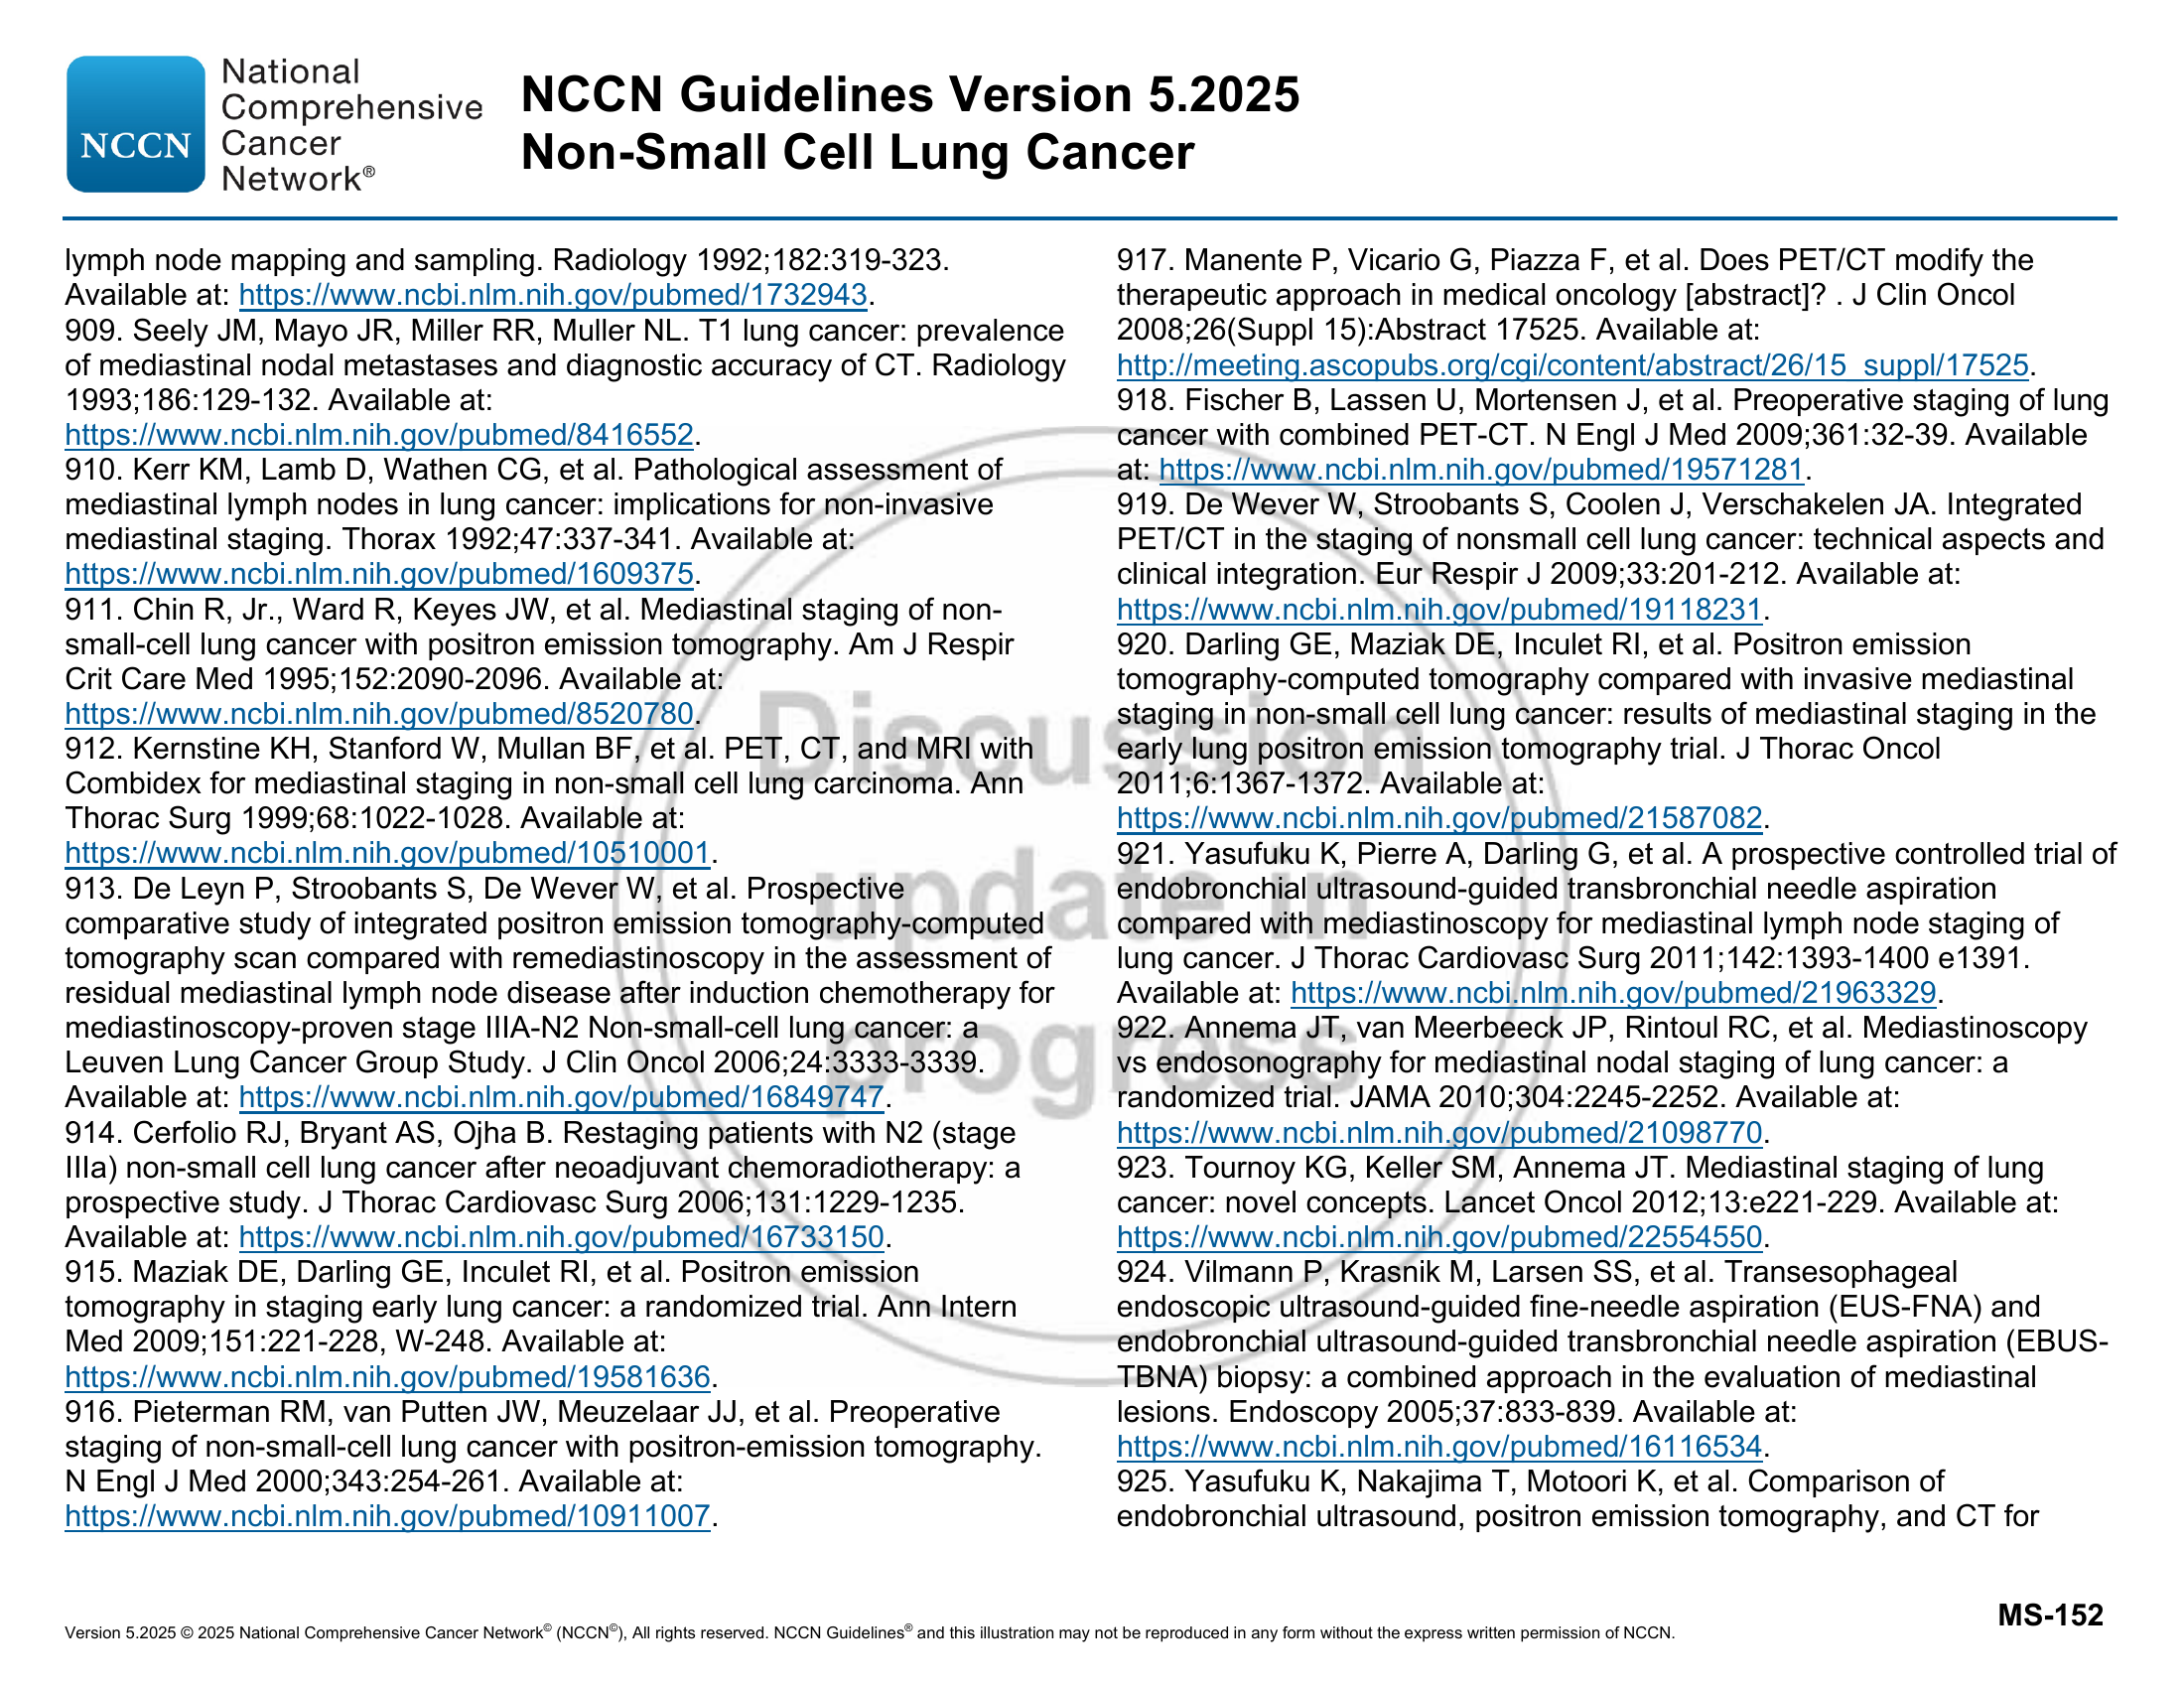 NCCN
National
Comprehensive
Cancer
Network®
NCCN Guidelines Version 5.2025
Non-Small Cell Lung Cancer
lymph node mapping and sampling. Radiology 1992;182:319-323.
Available at: https://www.ncbi.nlm.nih.gov/pubmed/1732943.
909. Seely JM, Mayo JR, Miller RR, Muller NL. T1 lung cancer: prevalence
of mediastinal nodal metastases and diagnostic accuracy of CT. Radiology
1993;186:129-132. Available at:
https://www.ncbi.nlm.nih.gov/pubmed/8416552.
910. Kerr KM, Lamb D, Wathen CG, et al. Pathological assessment of
mediastinal lymph nodes in lung cancer: implications for non-invasive
mediastinal staging. Thorax 1992;47:337-341. Available at:
https://www.ncbi.nlm.nih.gov/pubmed/1609375.
911. Chin R, Jr., Ward R, Keyes JW, et al. Mediastinal staging of non-
small-cell lung cancer with positron emission tomography. Am J Respir
Crit Care Med 1995;152:2090-2096. Available at:
https://www.ncbi.nlm.nih.gov/pubmed/8520780.
912. Kernstine KH, Stanford W, Mullan BF, et al. PET, CT, and MRI with
Combidex for mediastinal staging in non-small cell lung carcinoma. Ann
Thorac Surg 1999;68:1022-1028. Available at:
https://www.ncbi.nlm.nih.gov/pubmed/10510001.
913. De Leyn P, Stroobants S, De Wever W, et al. Prospective
comparative study of integrated positron emission tomography-computed
tomography scan compared with remediastinoscopy in the assessment of
residual mediastinal lymph node disease after induction chemotherapy for
mediastinoscopy-proven stage IIIA-N2 Non-small-cell lung cancer: a
Leuven Lung Cancer Group Study. J Clin Oncol 2006;24:3333-3339.
Available at: https://www.ncbi.nlm.nih.gov/pubmed/16849747.
914. Cerfolio RJ, Bryant AS, Ojha B. Restaging patients with N2 (stage
IIIa) non-small cell lung cancer after neoadjuvant chemoradiotherapy: a
prospective study. J Thorac Cardiovasc Surg 2006;131:1229-1235.
Available at: https://www.ncbi.nlm.nih.gov/pubmed/16733150.
915. Maziak DE, Darling GE, Inculet RI, et al. Positron emission
tomography in staging early lung cancer: a randomized trial. Ann Intern
Med 2009;151:221-228, W-248. Available at:
https://www.ncbi.nlm.nih.gov/pubmed/19581636.
916. Pieterman RM, van Putten JW, Meuzelaar JJ, et al. Preoperative
staging of non-small-cell lung cancer with positron-emission tomography.
N Engl J Med 2000;343:254-261. Available at:
https://www.ncbi.nlm.nih.gov/pubmed/10911007.
917. Manente P, Vicario G, Piazza F, et al. Does PET/CT modify the
therapeutic approach in medical oncology [abstract]? . J Clin Oncol
2008;26(Suppl 15):Abstract 17525. Available at:
http://meeting.ascopubs.org/cgi/content/abstract/26/15_suppl/17525.
918. Fischer B, Lassen U, Mortensen J, et al. Preoperative staging of lung
cancer with combined PET-CT. N Engl J Med 2009;361:32-39. Available
at: https://www.ncbi.nlm.nih.gov/pubmed/19571281.
919. De Wever W, Stroobants S, Coolen J, Verschakelen JA. Integrated
PET/CT in the staging of nonsmall cell lung cancer: technical aspects and
clinical integration. Eur Respir J 2009;33:201-212. Available at:
https://www.ncbi.nlm.nih.gov/pubmed/19118231.
920. Darling GE, Maziak DE, Inculet RI, et al. Positron emission
tomography-computed tomography compared with invasive mediastinal
staging in non-small cell lung cancer: results of mediastinal staging in the
early lung positron emission tomography trial. J Thorac Oncol
2011;6:1367-1372. Available at:
https://www.ncbi.nlm.nih.gov/pubmed/21587082.
921. Yasufuku K, Pierre A, Darling G, et al. A prospective controlled trial of
endobronchial ultrasound-guided transbronchial needle aspiration
compared with mediastinoscopy for mediastinal lymph node staging of
lung cancer. J Thorac Cardiovasc Surg 2011;142:1393-1400 e1391.
Available at: https://www.ncbi.nlm.nih.gov/pubmed/21963329.
922. Annema JT, van Meerbeeck JP, Rintoul RC, et al. Mediastinoscopy
vs endosonography for mediastinal nodal staging of lung cancer: a
randomized trial. JAMA 2010;304:2245-2252. Available at:
https://www.ncbi.nlm.nih.gov/pubmed/21098770.
923. Tournoy KG, Keller SM, Annema JT. Mediastinal staging of lung
cancer: novel concepts. Lancet Oncol 2012;13:e221-229. Available at:
https://www.ncbi.nlm.nih.gov/pubmed/22554550.
924. Vilmann P, Krasnik M, Larsen SS, et al. Transesophageal
endoscopic ultrasound-guided fine-needle aspiration (EUS-FNA) and
endobronchial ultrasound-guided transbronchial needle aspiration (EBUS-
TBNA) biopsy: a combined approach in the evaluation of mediastinal
lesions. Endoscopy 2005;37:833-839. Available at:
https://www.ncbi.nlm.nih.gov/pubmed/16116534.
925. Yasufuku K, Nakajima T, Motoori K, et al. Comparison of
endobronchial ultrasound, positron emission tomography, and CT for
Discussion
update in
progress
MS-152
Version 5.2025 © 2025 National Comprehensive Cancer Network© (NCCN©), All rights reserved. NCCN Guidelines® and this illustration may not be reproduced in any form without the express written permission of NCCN.